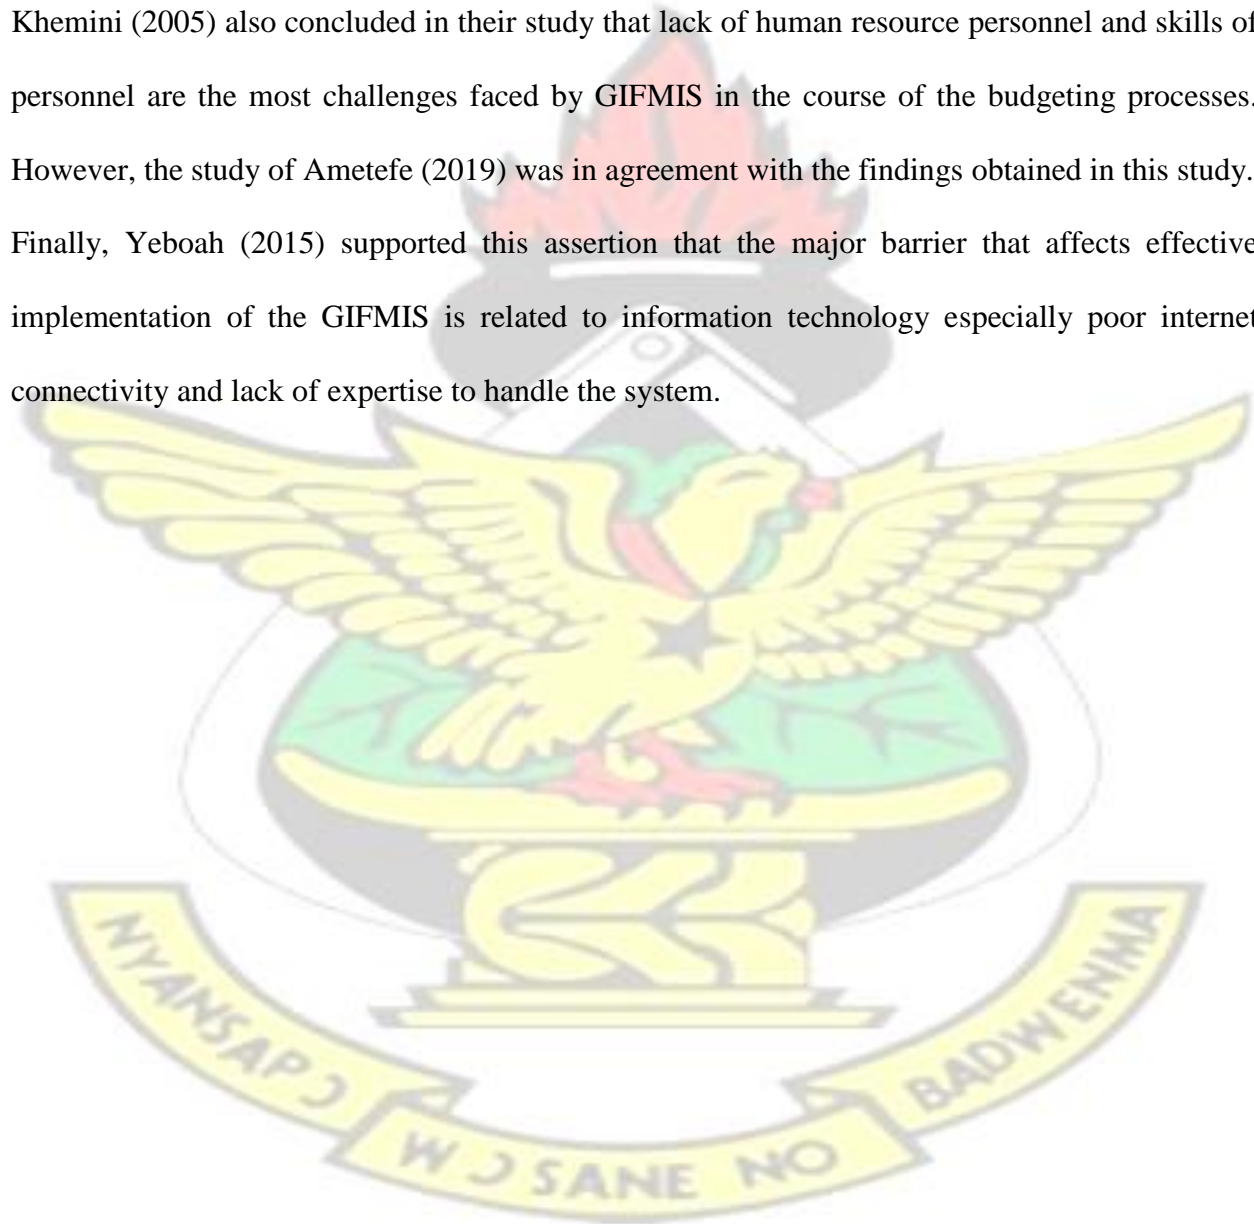 Khemini (2005) also concluded in their study that lack of human resource personnel and skills of
personnel are the most challenges faced by GIFMIS in the course of the budgeting processes.
However, the study of Ametefe (2019) was in agreement with the findings obtained in this study.
Finally, Yeboah (2015) supported this assertion that the major barrier that affects effective
implementation of the GIFMIS is related to information technology especially poor internet
connectivity and lack of expertise to handle the system.
NYANSAPƆ
WƆSANE NO
BADWENMA